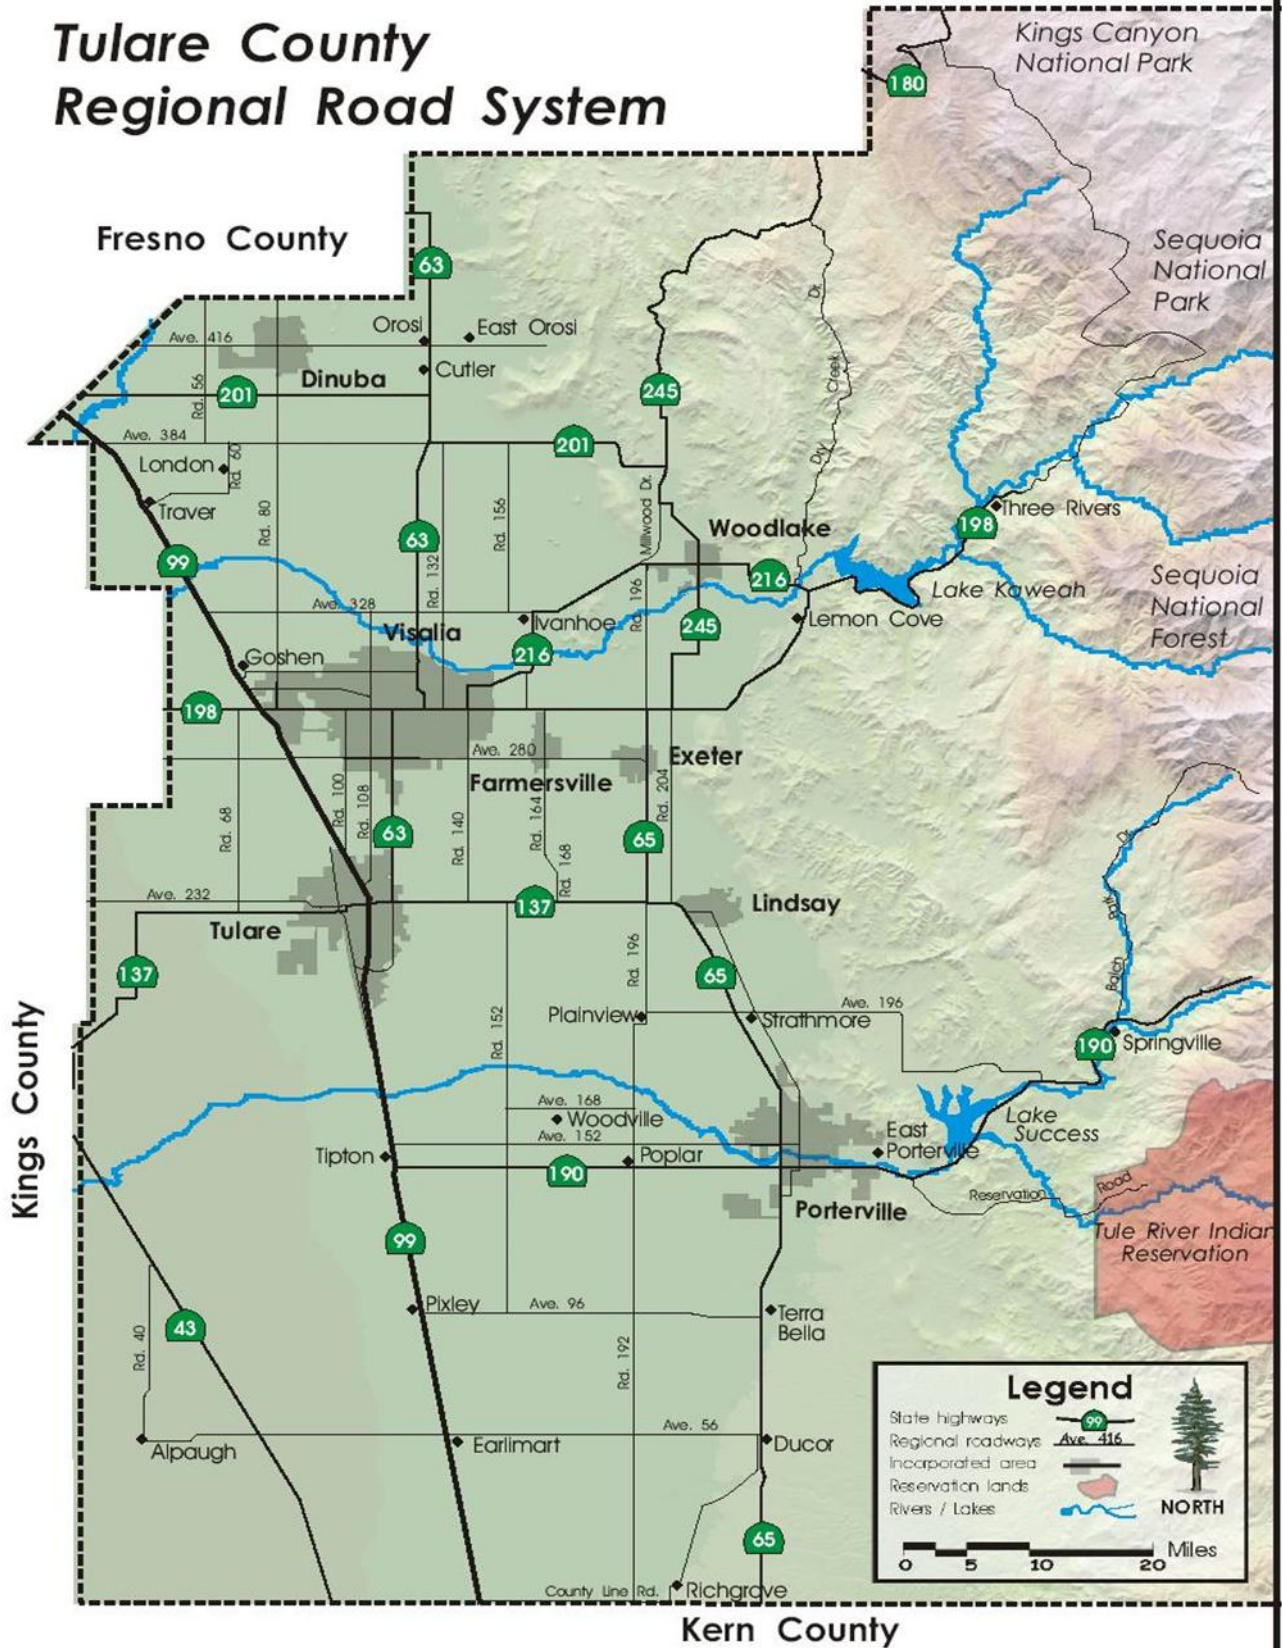 Tulare County
Regional Road System
Kings Canyon
National Park
180
Fresno County
63
Sequoia
National
Park
Orosi
East Orosi
Ave. 416
Cutler
Dinuba
Dr.
Creek
Dry
Rd. 56
201
245
Ave. 384
201
London
Rd. 60
Traver
Rd. 80
Rd. 156
Millwood Dr.
Woodlake
Three Rivers
198
99
63
Rd. 132
216
Lake Kaweah
Sequoia
National
Forest
Ave. 328
Rd. 196
Ivanhoe
245
Lemon Cove
Visalia
216
Goshen
198
Ave. 280
Exeter
Farmersville
Rd. 68
Rd. 100
Rd. 108
63
Rd. 140
Rd. 164
Rd. 168
65
Rd. 204
Dr.
Park
Balch
Ave. 232
137
Lindsay
Tulare
137
Rd. 196
65
Kings County
Rd. 152
Plainview
Ave. 196
Strathmore
190
Springville
Ave. 168
Woodville
Ave. 152
Lake
Success
East
Porterville
Tipton
190
Poplar
Reservation
Road
Porterville
Tule River Indian
Reservation
99
Pixley
Ave. 96
Terra
Bella
43
Rd. 40
Rd. 192
Ave. 56
Alpaugh
Earlimart
Ducor
65
County Line Rd.
Richgrove
Kern County
Legend
State highways
99
Regional roadways
Ave. 416
Incorporated area
Reservation lands
Rivers / Lakes
NORTH
0 5 10 20 Miles